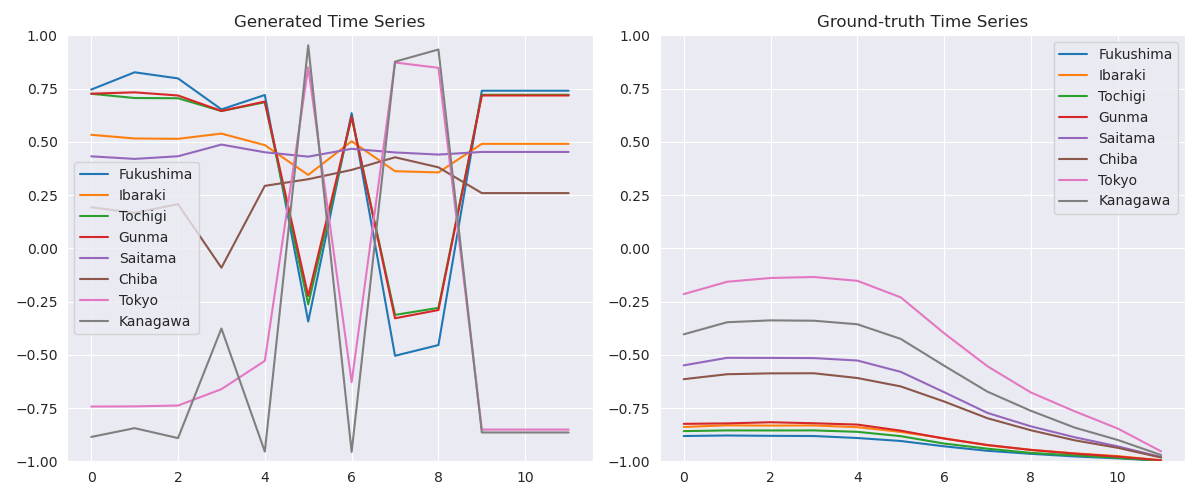 Generated Time Series
1.00
0.75
0.50
0.25
0.00
−0.25
−0.50
−0.75
−1.00
0 2 4 6 8 10
Fukushima
Ibaraki
Tochigi
Gunma
Saitama
Chiba
Tokyo
Kanagawa
Ground-truth Time Series
1.00
0.75
0.50
0.25
0.00
−0.25
−0.50
−0.75
−1.00
0 2 4 6 8 10
Fukushima
Ibaraki
Tochigi
Gunma
Saitama
Chiba
Tokyo
Kanagawa